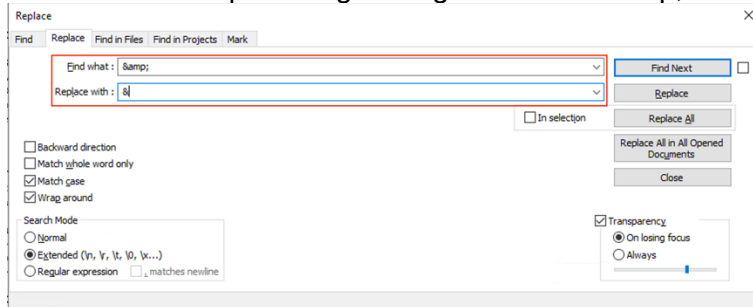 Replace
Find Replace Find in Files Find in Projects Mark
Find what : &amp;amp;
Replace with : &
Find Next
Replace
In selection
Replace All
Replace All in All Opened Documents
Close
Backward direction
Match whole word only
Match case
Wrap around
Search Mode
Normal
Extended (\n, \r, \t, \0, \x...)
Regular expression . matches newline
Transparency
On losing focus
Always